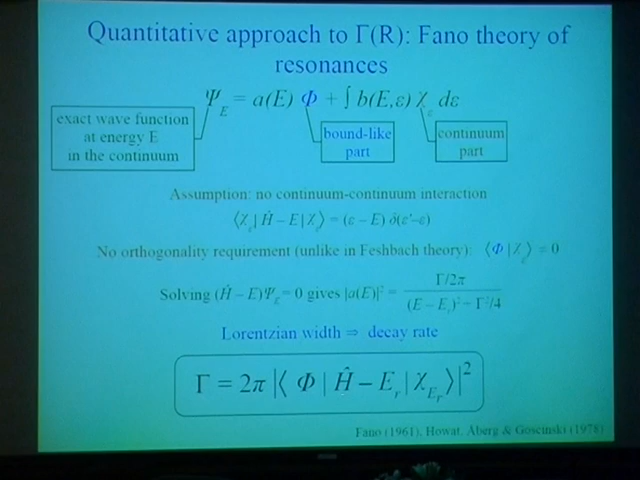 Quantitative approach to Γ(R): Fano theory of
resonances
Ψ_E = a(E) Φ + ∫ b(E,ε) χ_ε dε
exact wave function
at energy E
in the continuum
bound-like
part
continuum
part
Assumption: no continuum-continuum interaction
⟨χ_ε'| Ĥ − E | χ_ε⟩ = (ε − E) δ(ε'−ε)
No orthogonality requirement (unlike in Feshbach theory): ⟨Φ | χ_ε⟩ = 0
Solving (Ĥ − E)Ψ_E = 0 gives |a(E)|² = Γ/2π / (E − E_r)² − Γ²/4
Lorentzian width ⇒ decay rate
Γ = 2π |⟨ Φ | Ĥ − E_r | χ_{E_r}⟩|²
Fano (1961), Howat, Åberg & Goscinski (1978)